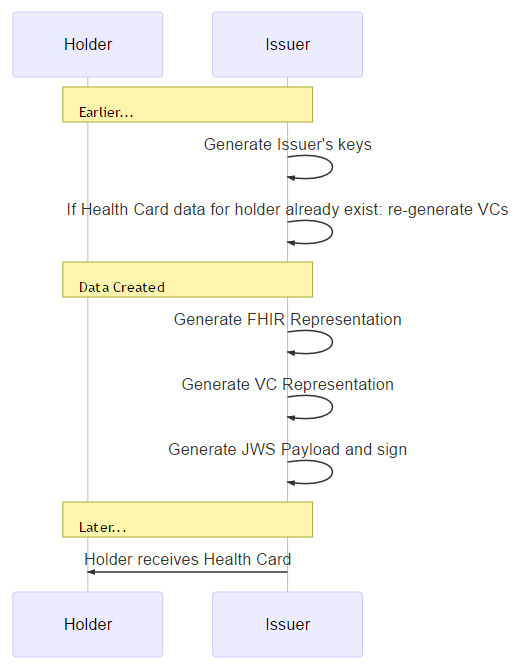 Holder
Issuer
Earlier...
Generate Issuer's keys
If Health Card data for holder already exist: re-generate VCs
Data Created
Generate FHIR Representation
Generate VC Representation
Generate JWS Payload and sign
Later...
Holder receives Health Card
Holder
Issuer